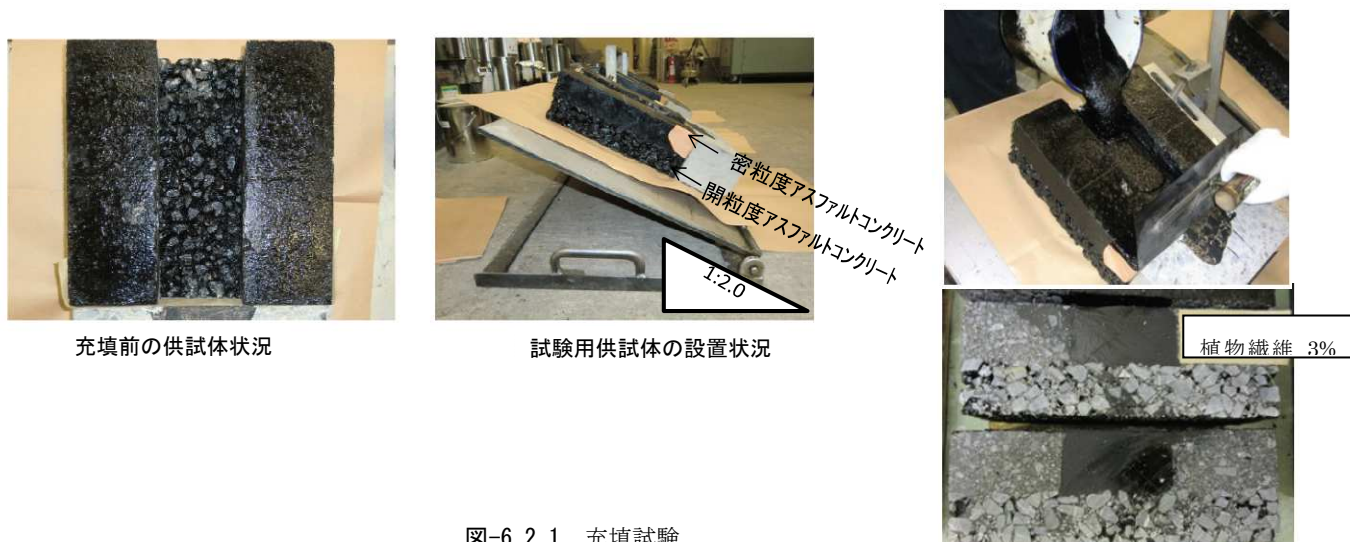 密粒度アスファルトコンクリート
開粒度アスファルトコンクリート
1:2.0
充填前の供試体状況
試験用供試体の設置状況
植物繊維 3%
図-6.2.1 充填試験